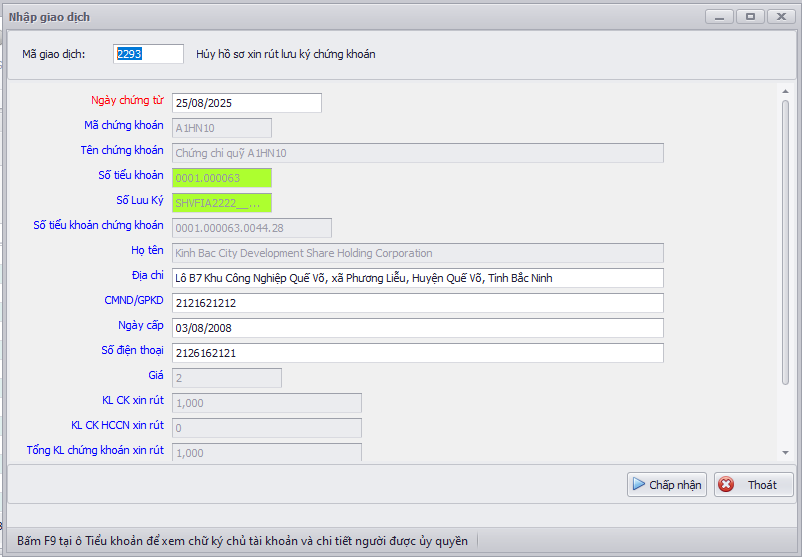 Nhập giao dịch
Mã giao dịch: 2293 Hủy hồ sơ xin rút lưu ký chứng khoán
Ngày chứng từ 25/08/2025
Mã chứng khoán A1HN10
Tên chứng khoán Chứng chỉ quỹ A1HN10
Số tiểu khoản 0001.000063
Số Lưu Ký SHVFIA2222__...
Số tiểu khoản chứng khoán 0001.000063.0044.28
Họ tên Kinh Bac City Development Share Holding Corporation
Địa chỉ Lô B7 Khu Công Nghiệp Quế Võ, xã Phương Liễu, Huyện Quế Võ, Tỉnh Bắc Ninh
CMND/GPKD 2121621212
Ngày cấp 03/08/2008
Số điện thoại 2126162121
Giá 2
KL CK xin rút 1,000
KL CK HCCN xin rút 0
Tổng KL chứng khoán xin rút 1,000
Chấp nhận Thoát
Bấm F9 tại ô Tiểu khoản để xem chữ ký chủ tài khoản và chi tiết người được ủy quyền